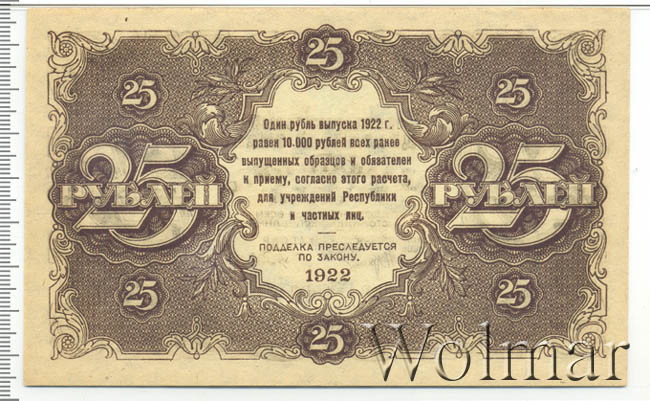 25
25
25
25 РУБЛЕЙ
25 РУБЛЕЙ
Один рубль выпуска 1922 г.
равен 10.000 рублей всех ранее
выпущенных образцов и обязателен
к приему, согласно этого расчета,
для учреждений Республики
и частных лиц.
ПОДДЕЛКА ПРЕСЛЕДУЕТСЯ
ПО ЗАКОНУ.
1922
25
25
25
Wolmar